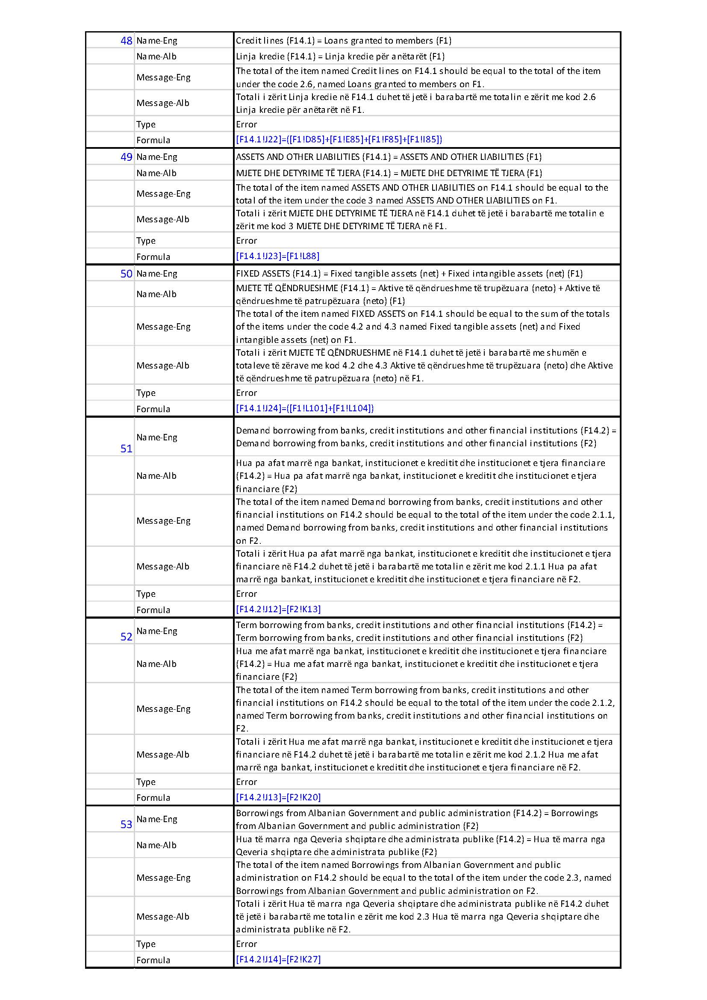 48 Name-Eng Credit lines (F14.1) = Loans granted to members (F1)
Name-Alb Linja kredie (F14.1) = Linja kredie për anëtarët (F1)
Message-Eng The total of the item named Credit lines on F14.1 should be equal to the total of the item
under the code 2.6, named Loans granted to members on F1.
Message-Alb Totali i zërit Linja kredie në F14.1 duhet të jetë i barabartë me totalin e zërit me kod 2.6
Linja kredie për anëtarët në F1.
Type Error
Formula [F14.1!J22]=([F1!D85]+[F1!E85]+[F1!F85]+[F1!I85])
49 Name-Eng ASSETS AND OTHER LIABILITIES (F14.1) = ASSETS AND OTHER LIABILITIES (F1)
Name-Alb MJETE DHE DETYRIME TË TJERA (F14.1) = MJETE DHE DETYRIME TË TJERA (F1)
Message-Eng The total of the item named ASSETS AND OTHER LIABILITIES on F14.1 should be equal to the
total of the item under the code 3 named ASSETS AND OTHER LIABILITIES on F1.
Message-Alb Totali i zërit MJETE DHE DETYRIME TË TJERA në F14.1 duhet të jetë i barabartë me totalin e
zërit me kod 3 MJETE DHE DETYRIME TË TJERA në F1.
Type Error
Formula [F14.1!J23]=[F1!L88]
50 Name-Eng FIXED ASSETS (F14.1) = Fixed tangible assets (net) + Fixed intangible assets (net) (F1)
Name-Alb MJETE TË QËNDRUESHME (F14.1) = Aktive të qëndrueshme të trupëzuara (neto) + Aktive të
qëndrueshme të patrupëzuara (neto) (F1)
Message-Eng The total of the item named FIXED ASSETS on F14.1 should be equal to the sum of the totals
of the items under the code 4.2 and 4.3 named Fixed tangible assets (net) and Fixed
intangible assets (net) on F1.
Message-Alb Totali i zërit MJETE TË QËNDRUESHME në F14.1 duhet të jetë i barabartë me shumën e
totaleve të zërave me kod 4.2 dhe 4.3 Aktive të qëndrueshme të trupëzuara (neto) dhe Aktive
të qëndrueshme të patrupëzuara (neto) në F1.
Type Error
Formula [F14.1!J24]=([F1!L101]+[F1!L104])
51 Name-Eng Demand borrowing from banks, credit institutions and other financial institutions (F14.2) =
Demand borrowing from banks, credit institutions and other financial institutions (F2)
Name-Alb Hua pa afat marrë nga bankat, institucionet e kreditit dhe institucionet e tjera financiare
(F14.2) = Hua pa afat marrë nga bankat, institucionet e kreditit dhe institucionet e tjera
financiare (F2)
Message-Eng The total of the item named Demand borrowing from banks, credit institutions and other
financial institutions on F14.2 should be equal to the total of the item under the code 2.1.1,
named Demand borrowing from banks, credit institutions and other financial institutions
on F2.
Message-Alb Totali i zërit Hua pa afat marrë nga bankat, institucionet e kreditit dhe institucionet e tjera
financiare në F14.2 duhet të jetë i barabartë me totalin e zërit me kod 2.1.1 Hua pa afat
marrë nga bankat, institucionet e kreditit dhe institucionet e tjera financiare në F2.
Type Error
Formula [F14.2!J12]=[F2!K13]
52 Name-Eng Term borrowing from banks, credit institutions and other financial institutions (F14.2) =
Term borrowing from banks, credit institutions and other financial institutions (F2)
Name-Alb Hua me afat marrë nga bankat, institucionet e kreditit dhe institucionet e tjera financiare
(F14.2) = Hua me afat marrë nga bankat, institucionet e kreditit dhe institucionet e tjera
financiare (F2)
Message-Eng The total of the item named Term borrowing from banks, credit institutions and other
financial institutions on F14.2 should be equal to the total of the item under the code 2.1.2,
named Term borrowing from banks, credit institutions and other financial institutions on
F2.
Message-Alb Totali i zërit Hua me afat marrë nga bankat, institucionet e kreditit dhe institucionet e tjera
financiare në F14.2 duhet të jetë i barabartë me totalin e zërit me kod 2.1.2 Hua me afat
marrë nga bankat, institucionet e kreditit dhe institucionet e tjera financiare në F2.
Type Error
Formula [F14.2!J13]=[F2!K20]
53 Name-Eng Borrowings from Albanian Government and public administration (F14.2) = Borrowings
from Albanian Government and public administration (F2)
Name-Alb Hua të marra nga Qeveria shqiptare dhe administrata publike (F14.2) = Hua të marra nga
Qeveria shqiptare dhe administrata publike (F2)
Message-Eng The total of the item named Borrowings from Albanian Government and public
administration on F14.2 should be equal to the total of the item under the code 2.3, named
Borrowings from Albanian Government and public administration on F2.
Message-Alb Totali i zërit Hua të marra nga Qeveria shqiptare dhe administrata publike në F14.2 duhet
të jetë i barabartë me totalin e zërit me kod 2.3 Hua të marra nga Qeveria shqiptare dhe
administrata publike në F2.
Type Error
Formula [F14.2!J14]=[F2!K27]